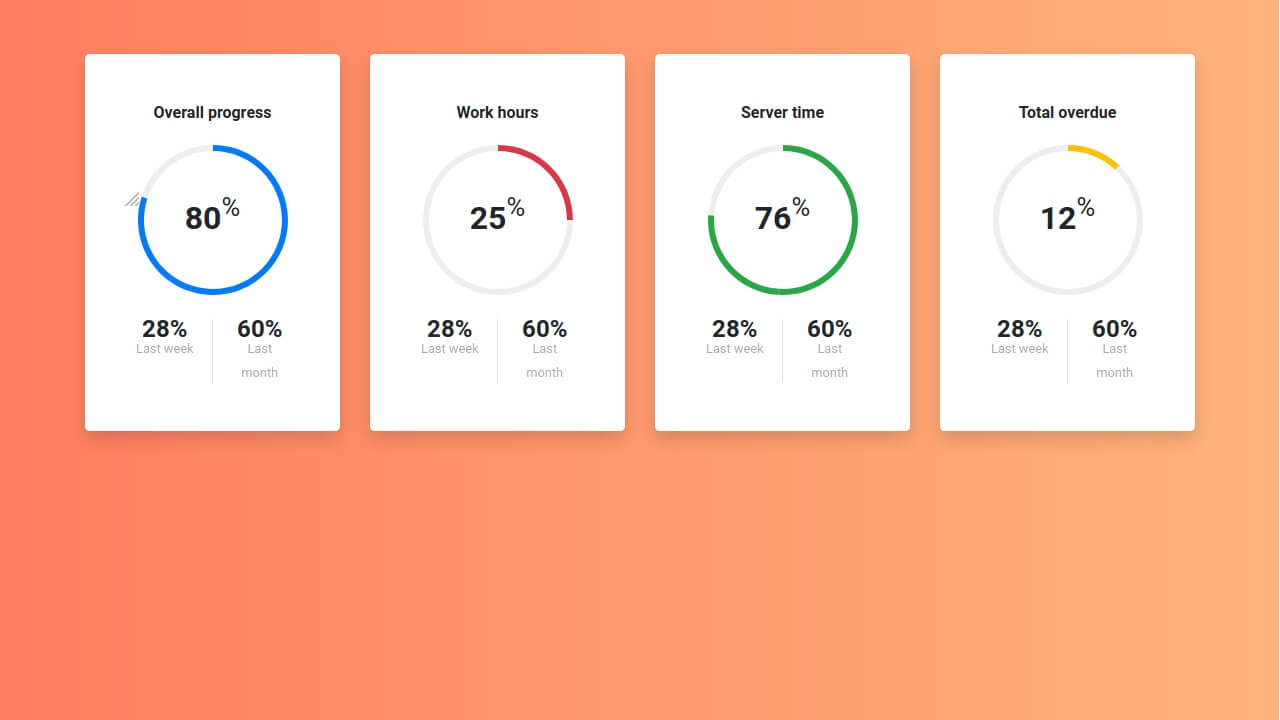 Overall progress
80%
28%
Last week
60%
Last
month
Work hours
25%
28%
Last week
60%
Last
month
Server time
76%
28%
Last week
60%
Last
month
Total overdue
12%
28%
Last week
60%
Last
month